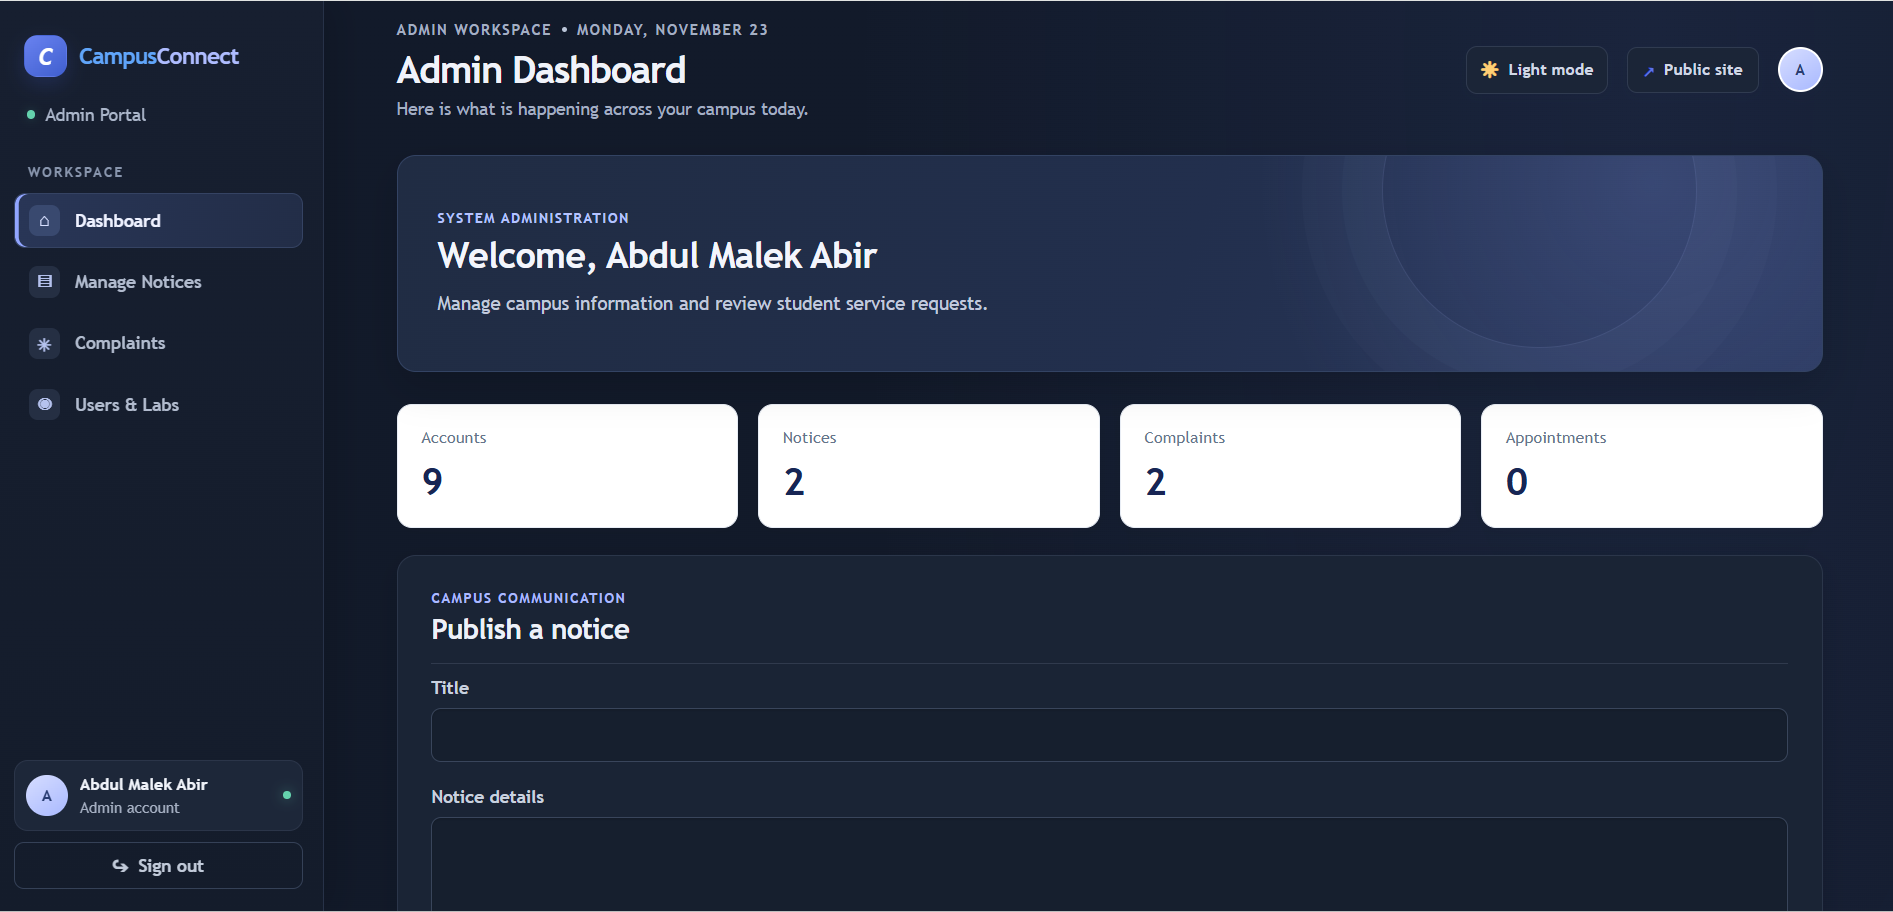 C CampusConnect
Admin Portal
WORKSPACE
Dashboard
Manage Notices
Complaints
Users & Labs
A
Abdul Malek Abir
Admin account
Sign out
ADMIN WORKSPACE • MONDAY, NOVEMBER 23
Admin Dashboard
Here is what is happening across your campus today.
Light mode
Public site
A
SYSTEM ADMINISTRATION
Welcome, Abdul Malek Abir
Manage campus information and review student service requests.
Accounts
9
Notices
2
Complaints
2
Appointments
0
CAMPUS COMMUNICATION
Publish a notice
Title
Notice details